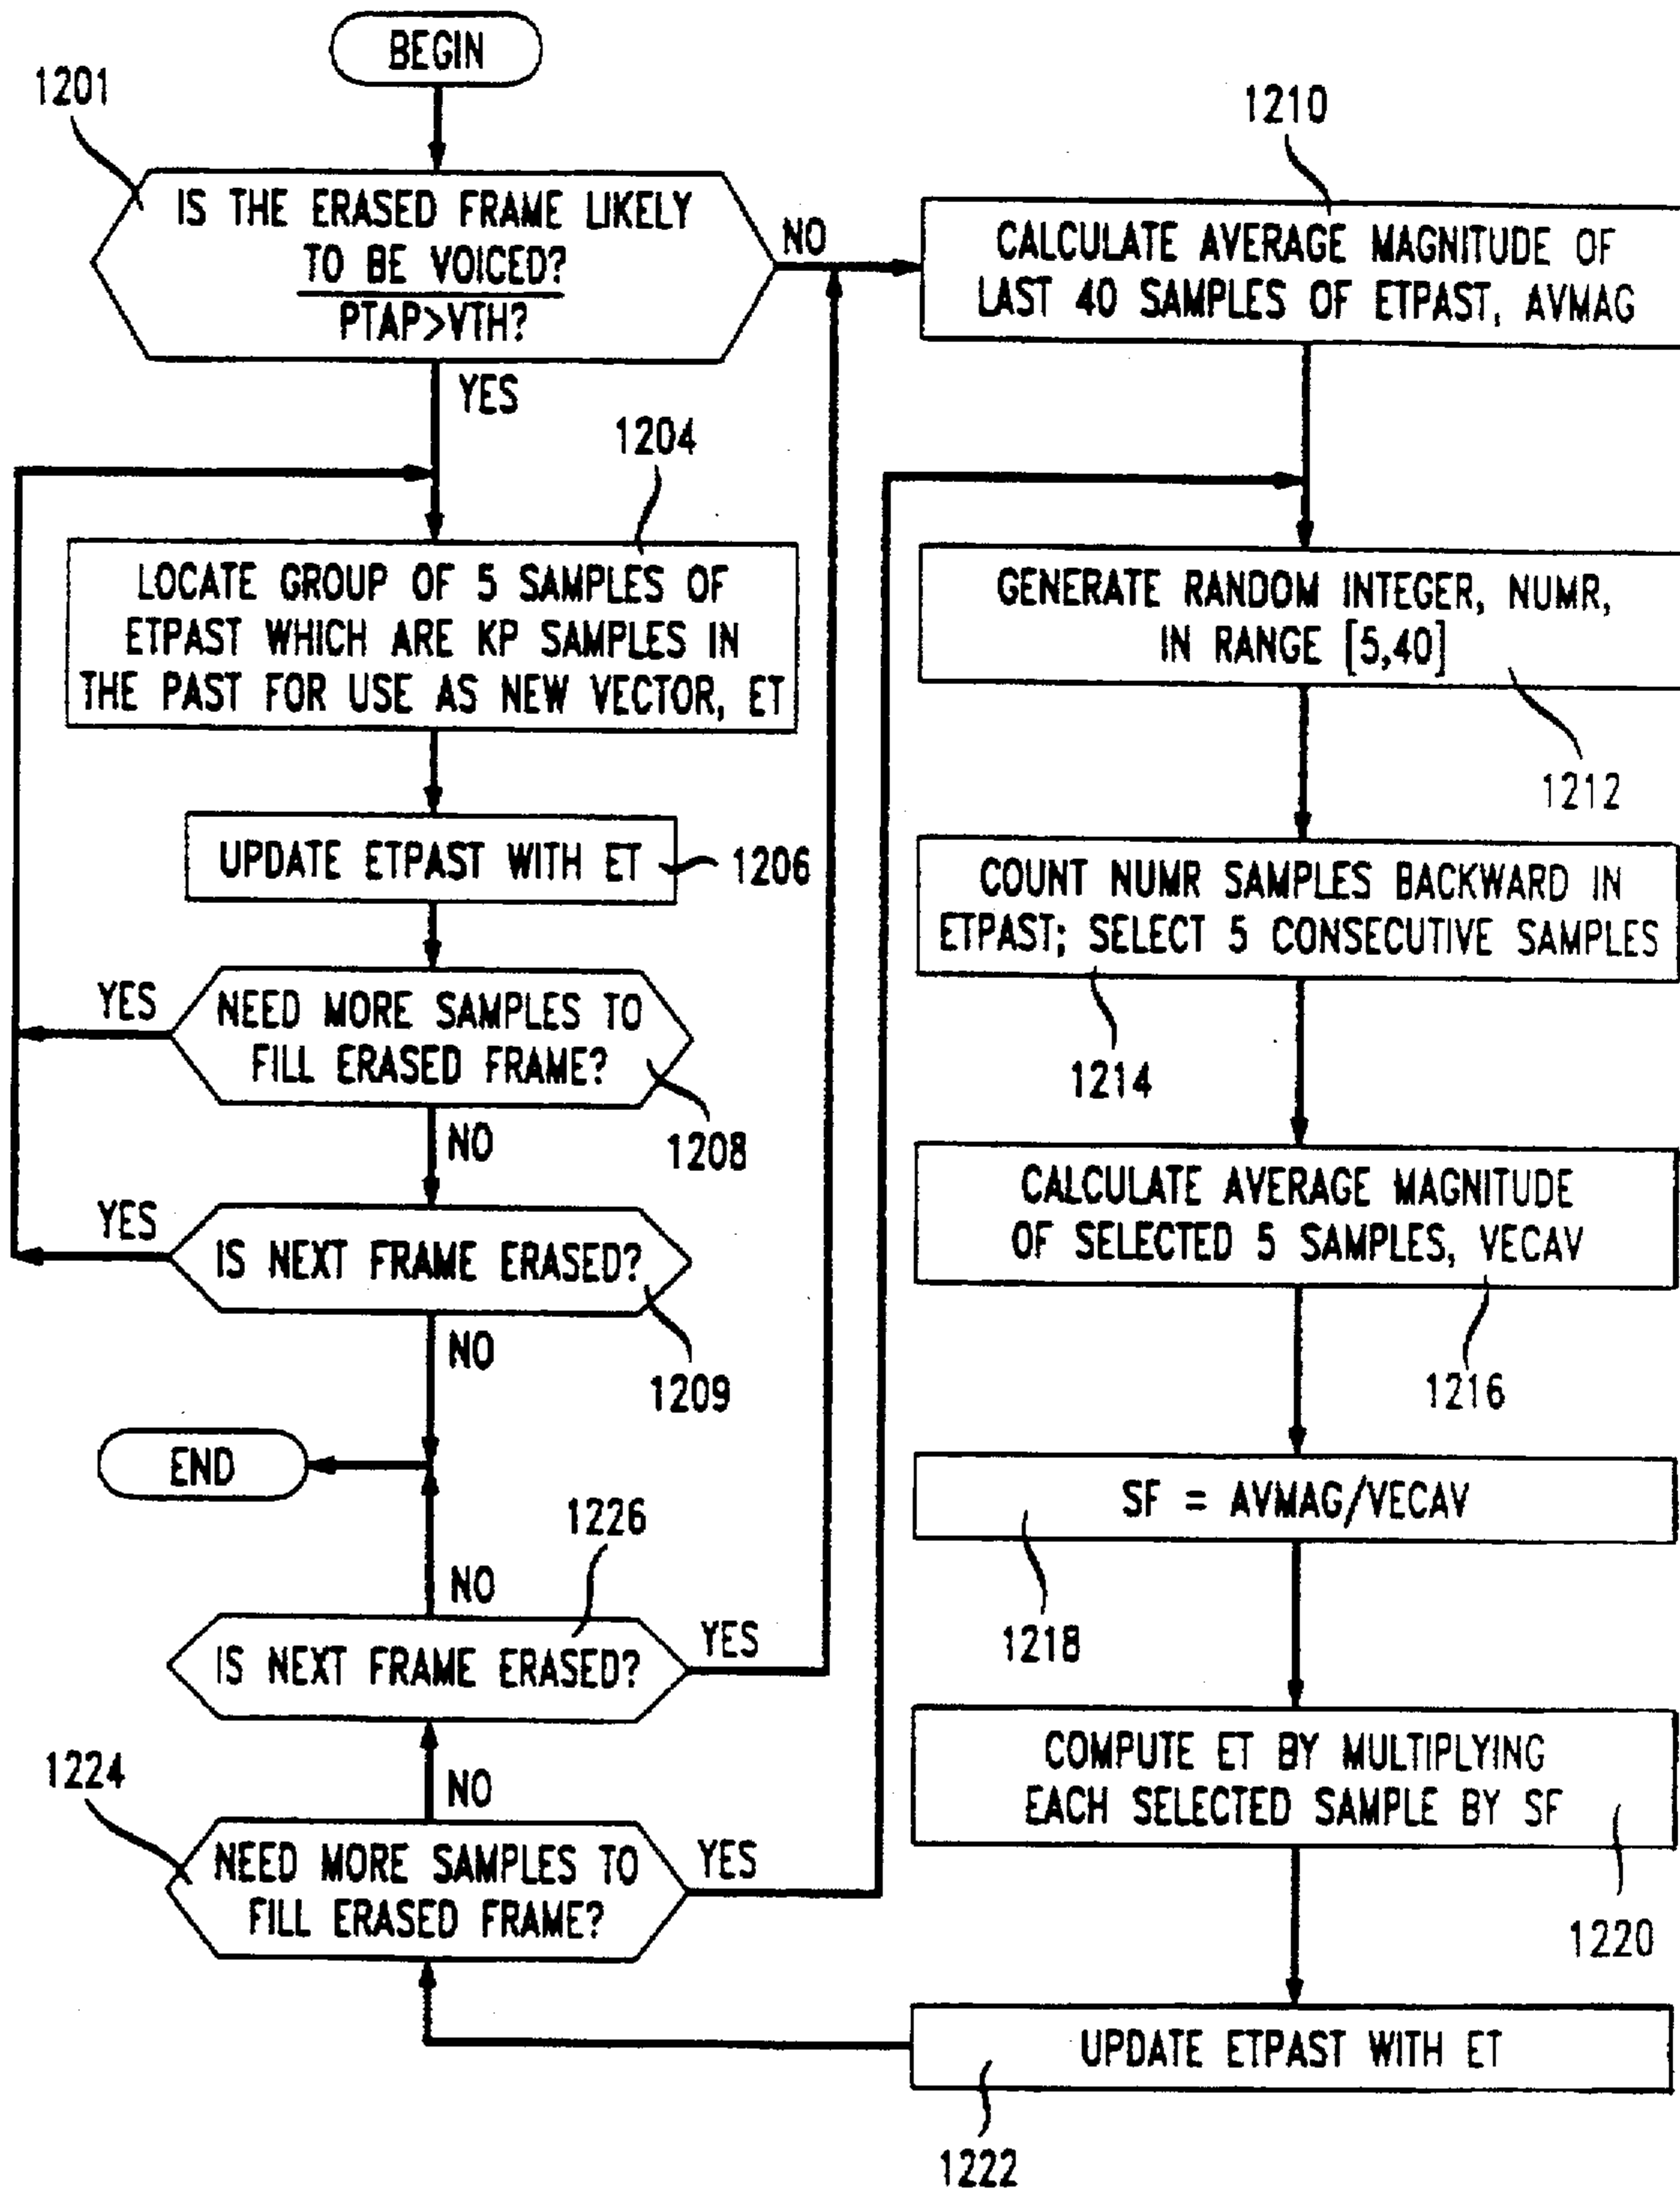 BEGIN
1201
IS THE ERASED FRAME LIKELY
TO BE VOICED?
PTAP>VTH?
NO
YES
1204
LOCATE GROUP OF 5 SAMPLES OF
ETPAST WHICH ARE KP SAMPLES IN
THE PAST FOR USE AS NEW VECTOR, ET
UPDATE ETPAST WITH ET
1206
YES
NEED MORE SAMPLES TO
FILL ERASED FRAME?
1208
NO
YES
IS NEXT FRAME ERASED?
1209
NO
END
1226
NO
IS NEXT FRAME ERASED?
YES
1224
NO
NEED MORE SAMPLES TO
FILL ERASED FRAME?
YES
1210
CALCULATE AVERAGE MAGNITUDE OF
LAST 40 SAMPLES OF ETPAST, AVMAG
GENERATE RANDOM INTEGER, NUMR,
IN RANGE [5,40]
1212
COUNT NUMR SAMPLES BACKWARD IN
ETPAST; SELECT 5 CONSECUTIVE SAMPLES
1214
CALCULATE AVERAGE MAGNITUDE
OF SELECTED 5 SAMPLES, VECAV
1216
SF = AVMAG/VECAV
1218
COMPUTE ET BY MULTIPLYING
EACH SELECTED SAMPLE BY SF
1220
UPDATE ETPAST WITH ET
1222